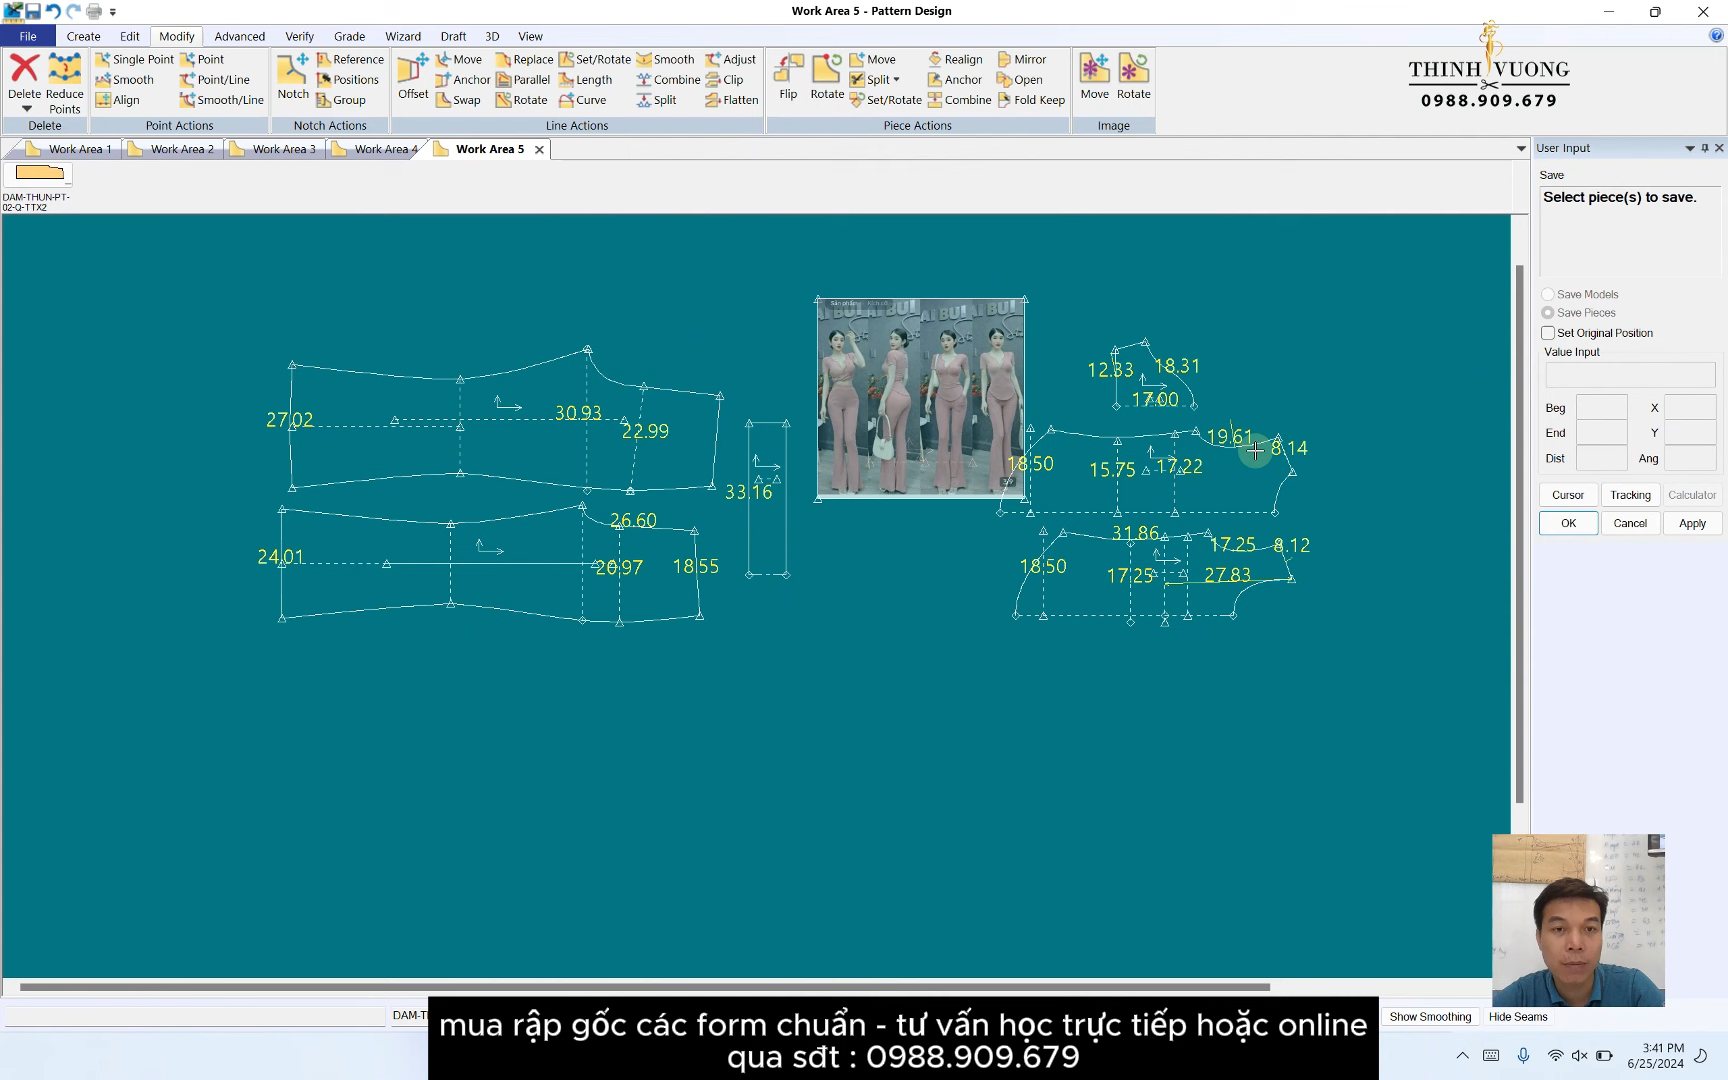 Work Area 5 - Pattern Design
File Create Edit Modify Advanced Verify Grade Wizard Draft 3D View
Delete
Reduce Points
Delete
Single Point
Smooth
Align
Point
Point/Line
Smooth/Line
Point Actions
Notch
Reference
Positions
Group
Notch Actions
Offset
Move
Anchor
Swap
Replace
Parallel
Rotate
Set/Rotate
Length
Curve
Smooth
Combine
Split
Adjust
Clip
Flatten
Line Actions
Flip
Rotate
Move
Split
Set/Rotate
Realign
Anchor
Combine
Mirror
Open
Fold Keep
Piece Actions
Move
Rotate
Image
THINH VUONG
0988.909.679
Work Area 1
Work Area 2
Work Area 3
Work Area 4
Work Area 5
DAM-THUN-PT-
02-Q-TTX2
27.02
30.93
22.99
33.16
26.60
24.01
20.97
18.55
12.33
18.31
17.00
19.61
8.14
18.50
15.75
17.22
31.86
17.25
8.12
18.50
17.25
27.83
User Input
Save
Select piece(s) to save.
Save Models
Save Pieces
Set Original Position
Value Input
Beg X
End Y
Dist Ang
Cursor Tracking Calculator
OK Cancel Apply
Show Smoothing Hide Seams
mua rập gốc các form chuẩn - tư vấn học trực tiếp hoặc online
qua sđt : 0988.909.679
3:41 PM
6/25/2024